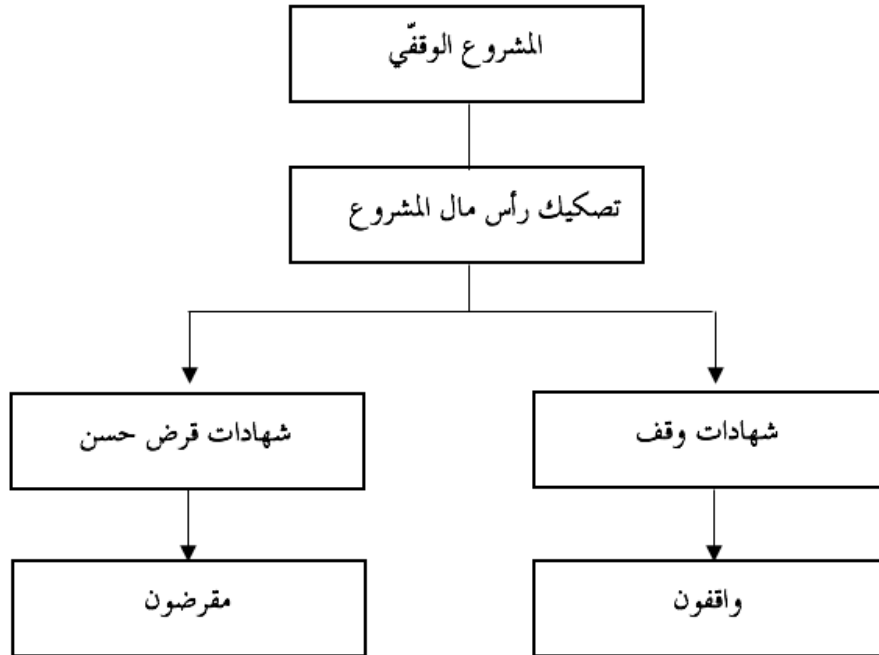 المشروع الوقفّي
تصكيك رأس مال المشروع
شهادات وقف
شهادات قرض حسن
واقفون
مقرضون